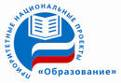 ПРИОРИТЕТНЫЕ НАЦИОНАЛЬНЫЕ ПРОЕКТЫ
«Образование»